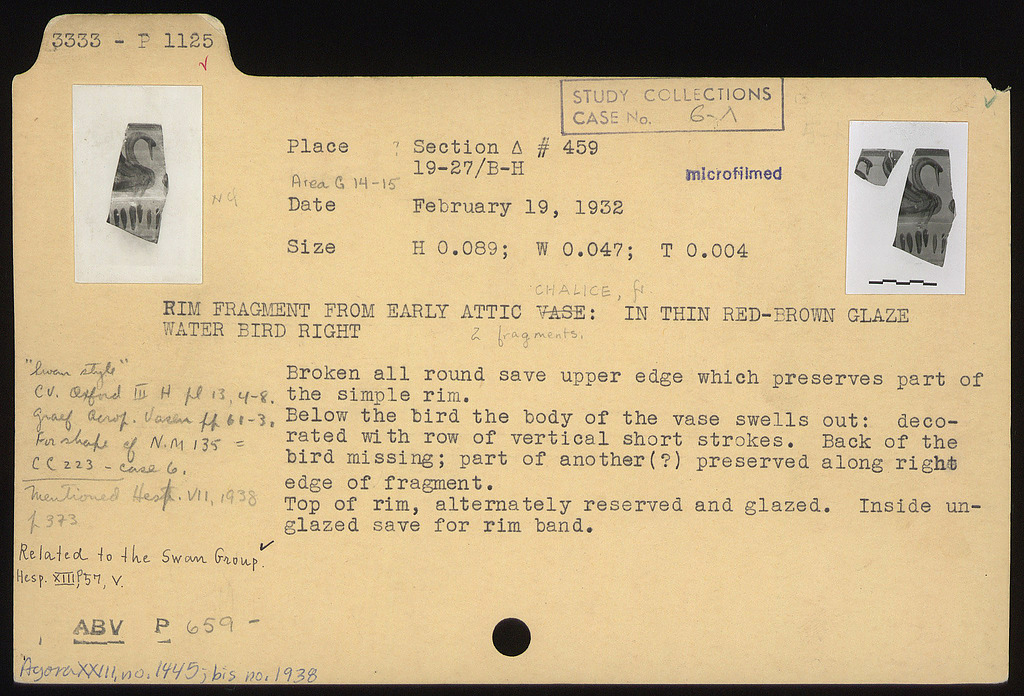 3333 - P 1125
STUDY COLLECTIONS
CASE No. 6-Λ
Place ? Section Δ # 459
19-27/B-H
microfilmed
Area G 14-15
Date February 19, 1932
Size H 0.089; W 0.047; T 0.004
CHALICE, fr.
RIM FRAGMENT FROM EARLY ATTIC VASE: IN THIN RED-BROWN GLAZE
WATER BIRD RIGHT
2 fragments.
Broken all round save upper edge which preserves part of
the simple rim.
Below the bird the body of the vase swells out: deco-
rated with row of vertical short strokes. Back of the
bird missing; part of another(?) preserved along right
edge of fragment.
Top of rim, alternately reserved and glazed. Inside un-
glazed save for rim band.
"Swan style"
CV. Oxford III H pl 13, 4-8.
Graef Acrop. Vasen pp 61-3.
For shape cf N.M 135 =
CC 223 - case 6.
Mentioned Hesp. VII, 1938
p 373
Related to the Swan Group.
Hesp. XIII, 57, V.
ABV P 659 -
Agora XXIII, no. 1445; bis no. 1938